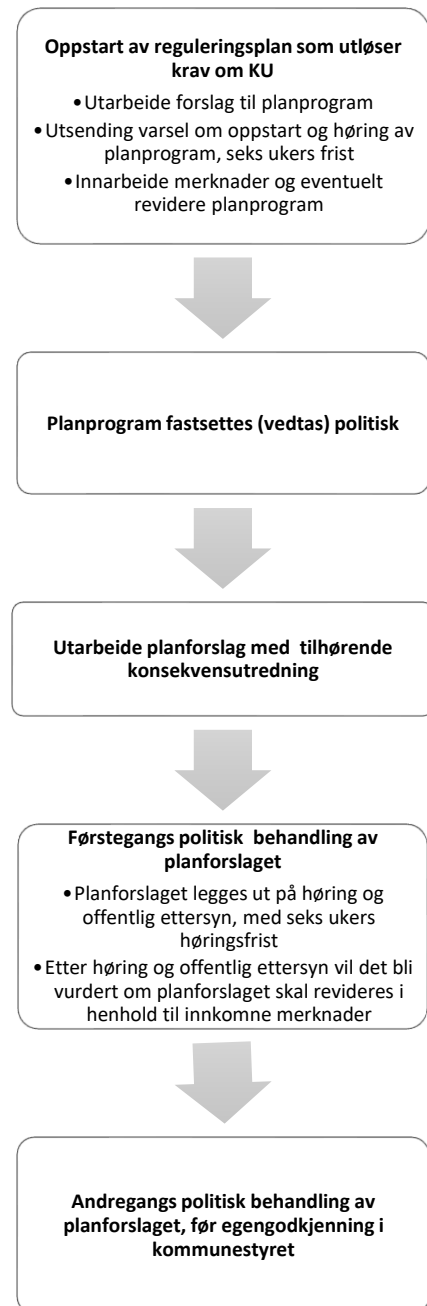 Oppstart av reguleringsplan som utløser
krav om KU
•Utarbeide forslag til planprogram
•Utsending varsel om oppstart og høring av
planprogram, seks ukers frist
•Innarbeide merknader og eventuelt
revidere planprogram
Planprogram fastsettes (vedtas) politisk
Utarbeide planforslag med tilhørende
konsekvensutredning
Førstegangs politisk behandling av
planforslaget
•Planforslaget legges ut på høring og
offentlig ettersyn, med seks ukers
høringsfrist
•Etter høring og offentlig ettersyn vil det bli
vurdert om planforslaget skal revideres i
henhold til innkomne merknader
Andregangs politisk behandling av
planforslaget, før egengodkjenning i
kommunestyret